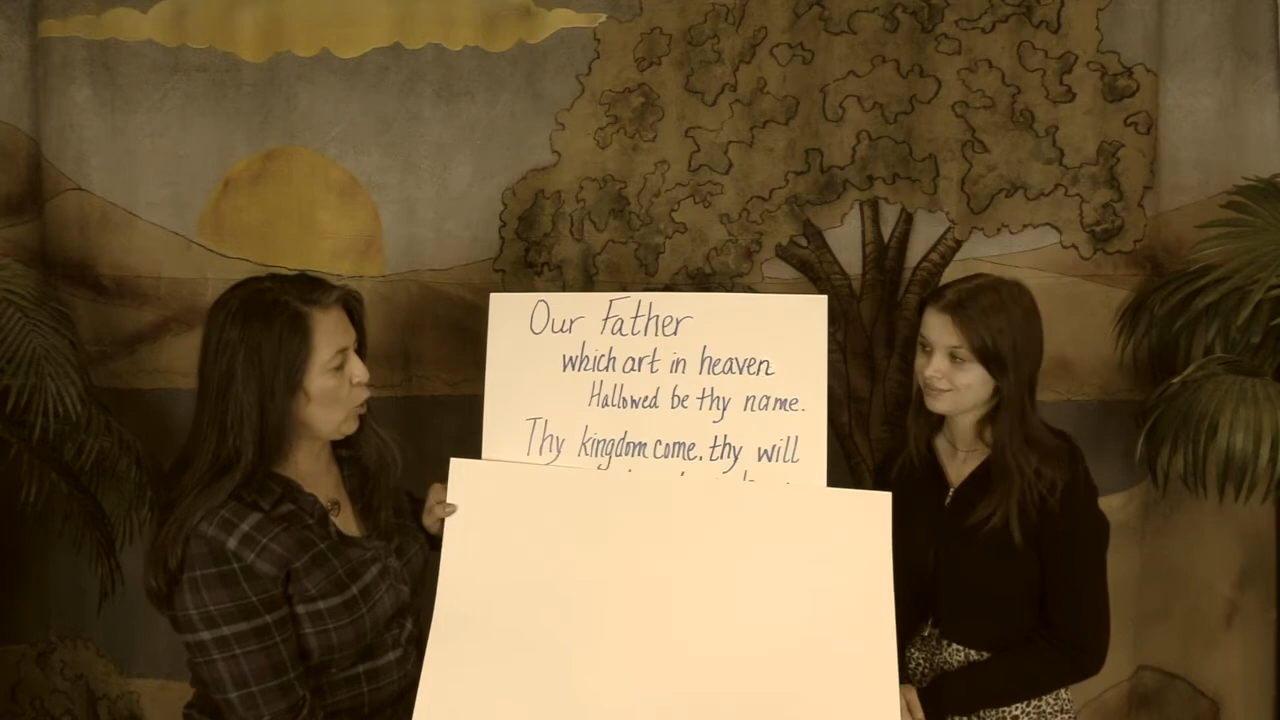 Our Father
which art in heaven
Hallowed be thy name.
Thy kingdom come. thy will